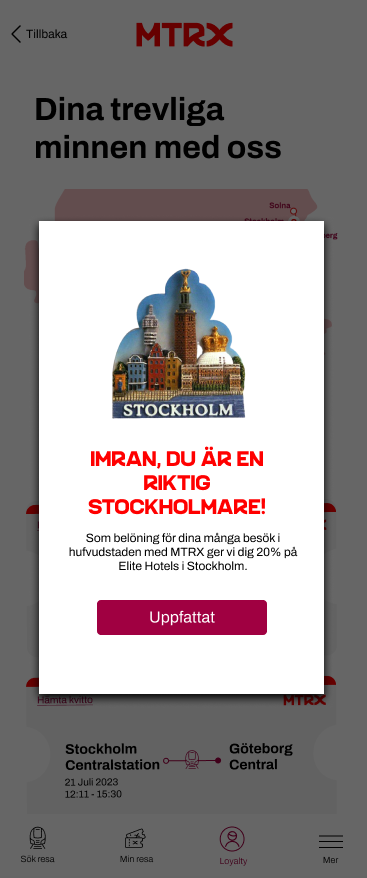 Tillbaka
MTRX
Dina trevliga
minnen med oss
Solna
Stockholm
STOCKHOLM
IMRAN, DU ÄR EN
RIKTIG
STOCKHOLMARE!
Som belöning för dina många besök i
hufvudstaden med MTRX ger vi dig 20% på
Elite Hotels i Stockholm.
Uppfattat
Hämta kvitto
MTRX
Stockholm
Centralstation
Göteborg
Central
21 Juli 2023
12:11 - 15:30
Sök resa
Min resa
Loyalty
Mer